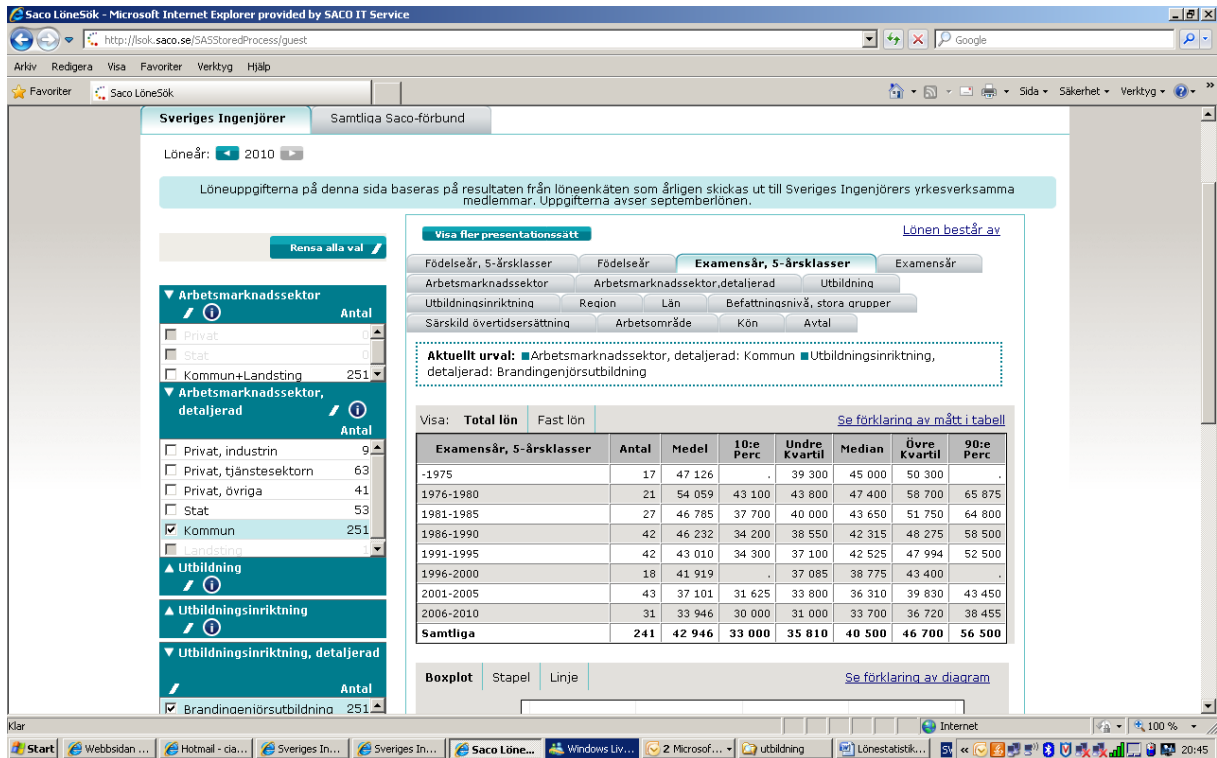 Saco LöneSök - Microsoft Internet Explorer provided by SACO IT Service
http://lsok.saco.se/SASStoredProcess/guest
Google
Arkiv Redigera Visa Favoriter Verktyg Hjälp
Favoriter Saco LöneSök Sida Säkerhet Verktyg
Sveriges Ingenjörer Samtliga Saco-förbund
Löneår: 2010
Löneuppgifterna på denna sida baseras på resultaten från löneenkäten som årligen skickas ut till Sveriges Ingenjörers yrkesverksamma
medlemmar. Uppgifterna avser septemberlönen.
Rensa alla val
Arbetsmarknadssektor
Antal
Privat 0
Stat 0
Kommun+Landsting 251
Arbetsmarknadssektor,
detaljerad
Antal
Privat, industrin 9
Privat, tjänstesektorn 63
Privat, övriga 41
Stat 53
Kommun 251
Landsting 1
Utbildning
Utbildningsinriktning
Utbildningsinriktning, detaljerad
Antal
Brandingenjörsutbildning 251
Visa fler presentationssätt Lönen består av
Födelseår, 5-årsklasser Födelseår Examensår, 5-årsklasser Examensår
Arbetsmarknadssektor Arbetsmarknadssektor,detaljerad Utbildning
Utbildningsinriktning Region Län Befattningsnivå, stora grupper
Särskild övertidsersättning Arbetsområde Kön Avtal
Aktuellt urval: Arbetsmarknadssektor, detaljerad: Kommun Utbildningsinriktning,
detaljerad: Brandingenjörsutbildning
Visa: Total lön Fast lön Se förklaring av mått i tabell
Examensår, 5-årsklasser Antal Medel 10:e Perc Undre Kvartil Median Övre Kvartil 90:e Perc
-1975 17 47 126 . 39 300 45 000 50 300 .
1976-1980 21 54 059 43 100 43 800 47 400 58 700 65 875
1981-1985 27 46 785 37 700 40 000 43 650 51 750 64 800
1986-1990 42 46 232 34 200 38 550 42 315 48 275 58 500
1991-1995 42 43 010 34 300 37 100 42 525 47 994 52 500
1996-2000 18 41 919 . 37 085 38 775 43 400 .
2001-2005 43 37 101 31 625 33 800 36 310 39 830 43 450
2006-2010 31 33 946 30 000 31 000 33 700 36 720 38 455
Samtliga 241 42 946 33 000 35 810 40 500 46 700 56 500
Boxplot Stapel Linje Se förklaring av diagram
Klar Internet 100 %
Start Webbsidan ... Hotmail - cia... Sveriges In... Sveriges In... Saco Löne... Windows Liv... 2 Microsof... utbildning Lönestatistik... SV 20:45